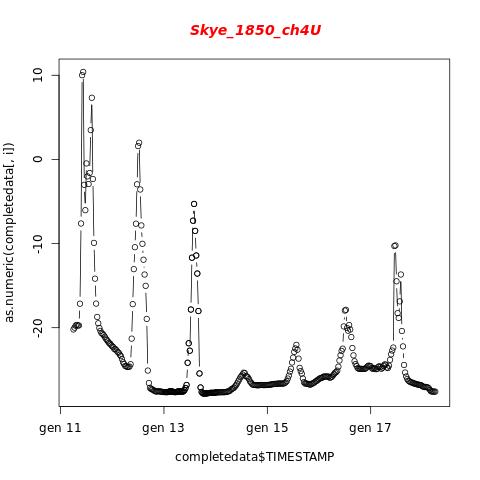 Skye_1850_ch4U
as.numeric(completedata[, i])
10
0
-10
-20
gen 11
gen 13
gen 15
gen 17
completedata$TIMESTAMP